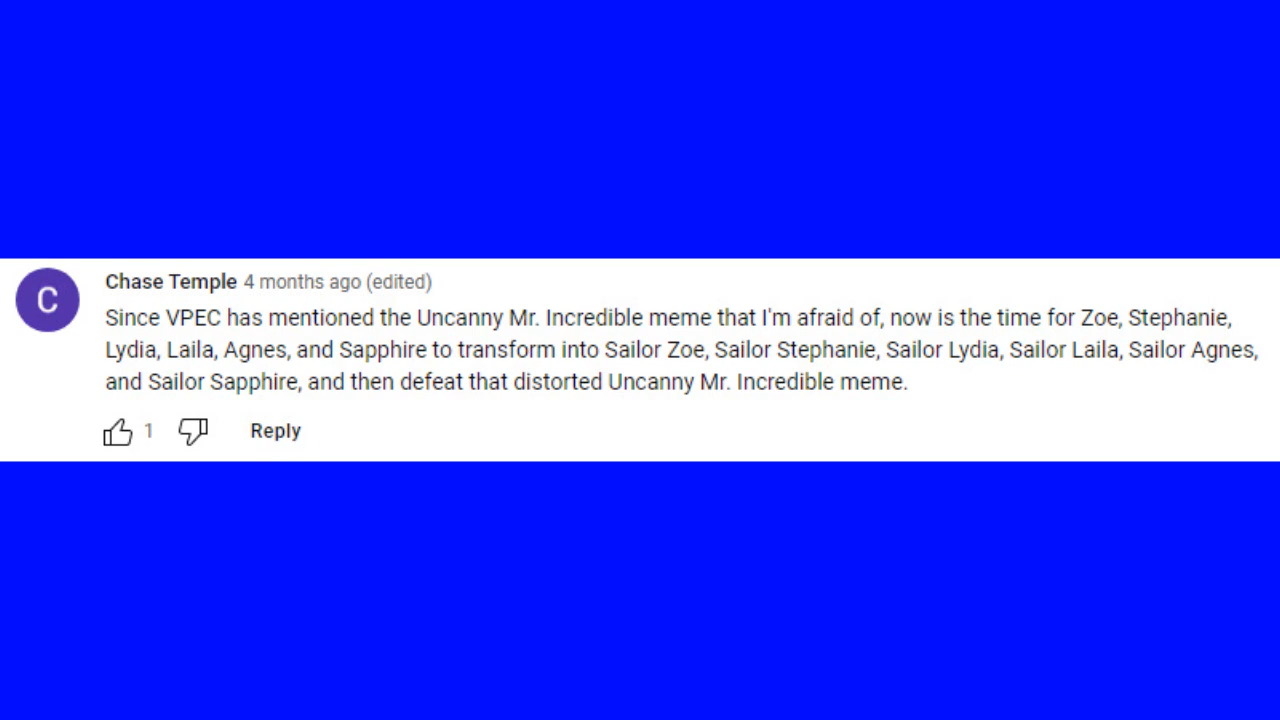 C
Chase Temple 4 months ago (edited)
Since VPEC has mentioned the Uncanny Mr. Incredible meme that I'm afraid of, now is the time for Zoe, Stephanie,
Lydia, Laila, Agnes, and Sapphire to transform into Sailor Zoe, Sailor Stephanie, Sailor Lydia, Sailor Laila, Sailor Agnes,
and Sailor Sapphire, and then defeat that distorted Uncanny Mr. Incredible meme.
1 Reply